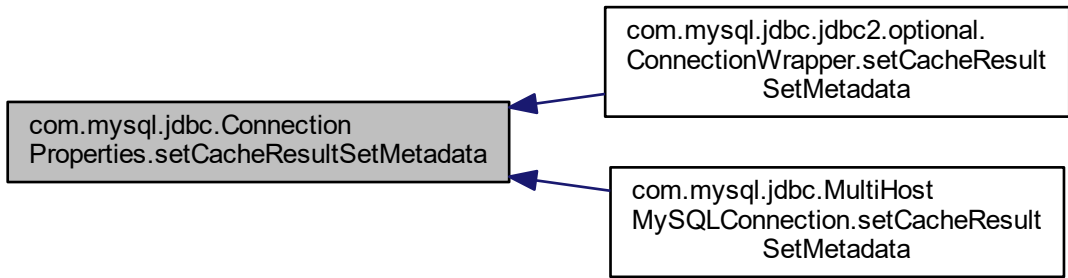 com.mysql.jdbc.Connection
Properties.setCacheResultSetMetadata
com.mysql.jdbc.jdbc2.optional.
ConnectionWrapper.setCacheResult
SetMetadata
com.mysql.jdbc.MultiHost
MySQLConnection.setCacheResult
SetMetadata